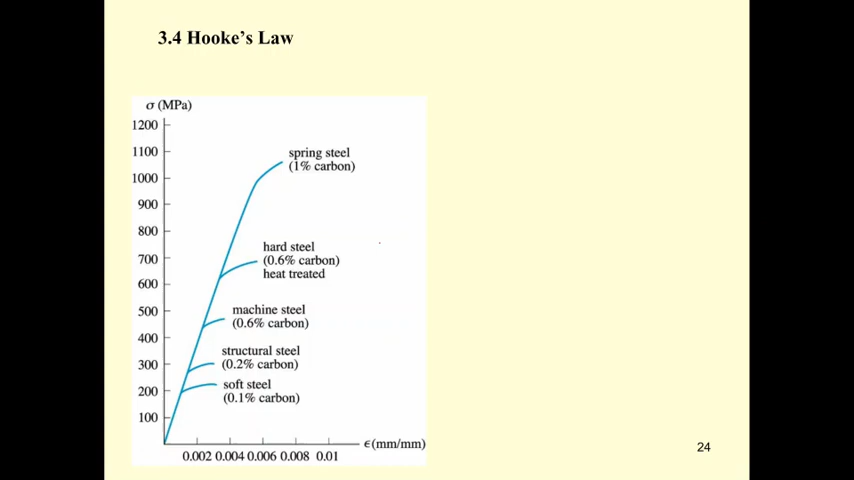 3.4 Hooke's Law
σ (MPa)
1200
1100
1000
900
800
700
600
500
400
300
200
100
spring steel
(1% carbon)
hard steel
(0.6% carbon)
heat treated
machine steel
(0.6% carbon)
structural steel
(0.2% carbon)
soft steel
(0.1% carbon)
ϵ(mm/mm)
0.002 0.004 0.006 0.008 0.01
24